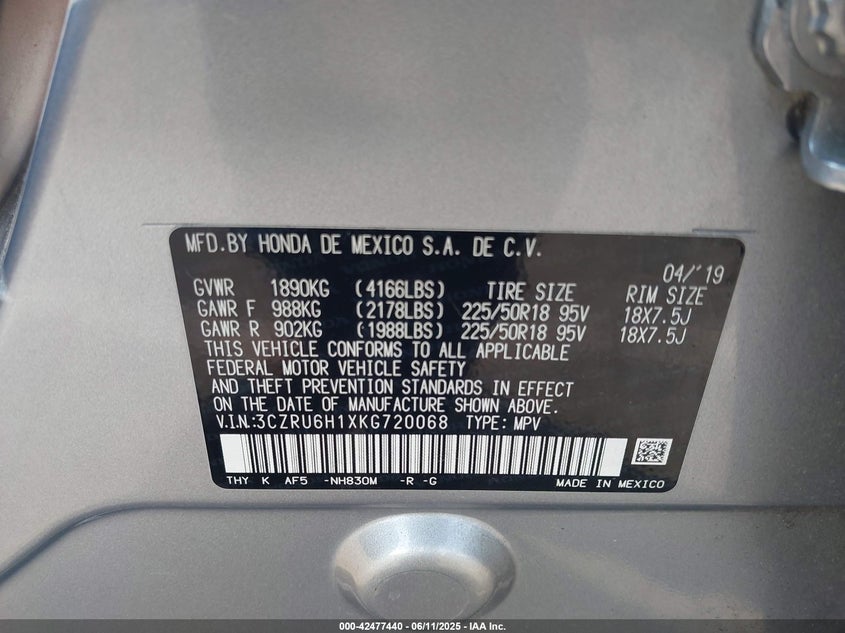 MFD.BY HONDA DE MEXICO S.A. DE C.V.
04/'19
GVWR 1890KG (4166LBS) TIRE SIZE RIM SIZE
GAWR F 988KG (2178LBS) 225/50R18 95V 18X7.5J
GAWR R 902KG (1988LBS) 225/50R18 95V 18X7.5J
THIS VEHICLE CONFORMS TO ALL APPLICABLE
FEDERAL MOTOR VEHICLE SAFETY
AND THEFT PREVENTION STANDARDS IN EFFECT
ON THE DATE OF MANUFACTURE SHOWN ABOVE.
V.I.N.:3CZRU6H1XKG720068 TYPE: MPV
THY K AF5 -NH830M -R -G MADE IN MEXICO
000-42477440 - 06/11/2025 - IAA Inc.